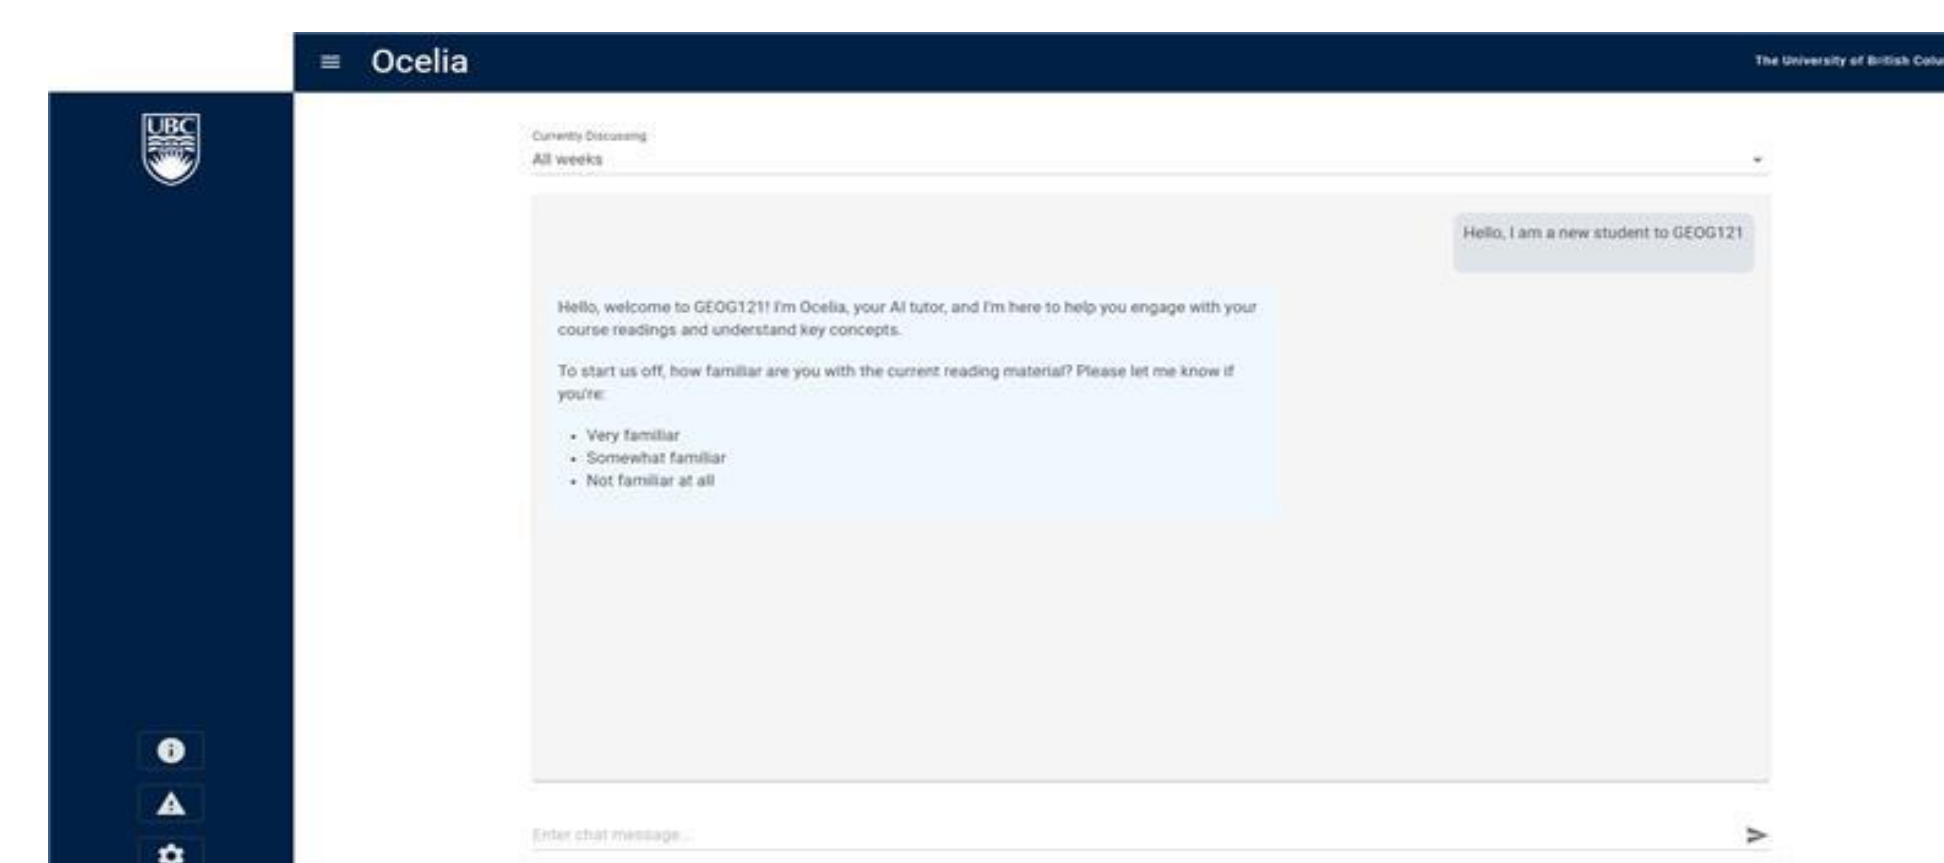 Ocelia
The University of British Colu
UBC
Currently Discussing
All weeks
Hello, I am a new student to GEOG121
Hello, welcome to GEOG121! I'm Ocelia, your AI tutor, and I'm here to help you engage with your
course readings and understand key concepts.
To start us off, how familiar are you with the current reading material? Please let me know if
you're:
• Very familiar
• Somewhat familiar
• Not familiar at all
Enter chat message...